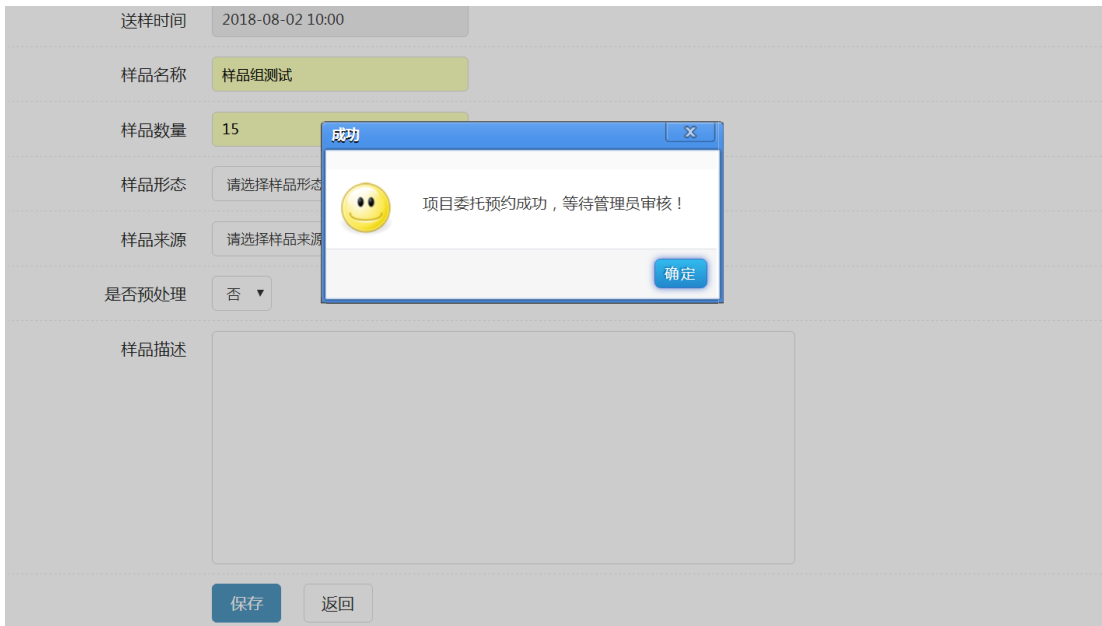 送样时间 2018-08-02 10:00
样品名称 样品组测试
样品数量 15
成功 X
样品形态 请选择样品形态
项目委托预约成功，等待管理员审核！
样品来源 请选择样品来源
确定
是否预处理 否
样品描述
保存 返回